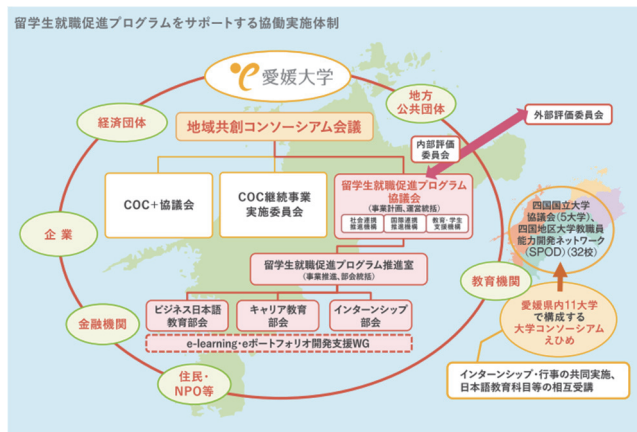 留学生就職促進プログラムをサポートする協働実施体制
愛媛大学
経済団体
地方
公共団体
地域共創コンソーシアム会議
外部評価委員会
内部評価
委員会
COC+協議会
COC継続事業
実施委員会
留学生就職促進プログラム
協議会
(事業計画、運営統括)
社会連携
推進機構
国際連携
推進機構
教育・学生
支援機構
企業
四国国立大学
協議会(5大学)、
四国地区大学教職員
能力開発ネットワーク
(SPOD)(32校)
留学生就職促進プログラム推進室
(事業推進、部会統括)
教育機関
ビジネス日本語
教育部会
キャリア教育
部会
インターンシップ
部会
金融機関
愛媛県内11大学
で構成する
大学コンソーシアム
えひめ
e-learning・eポートフォリオ開発支援WG
住民・
NPO等
インターンシップ・行事の共同実施、
日本語教育科目等の相互受講